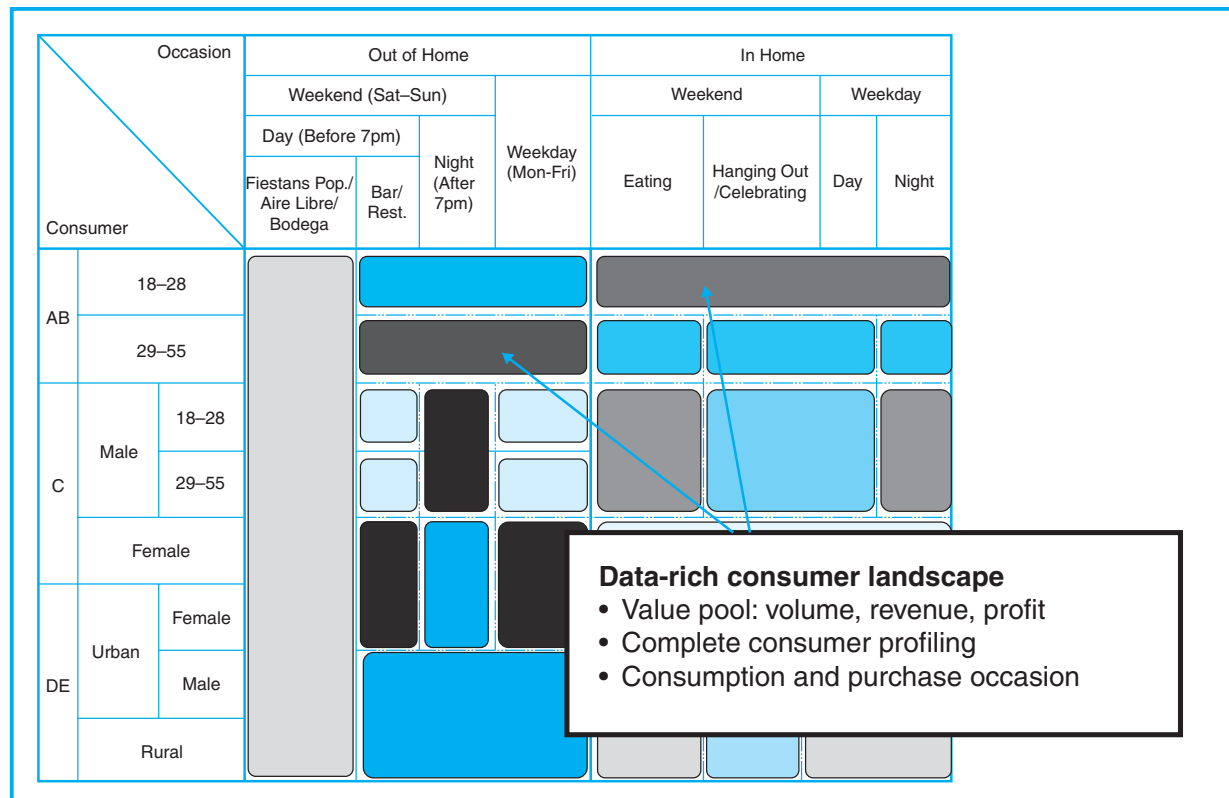 Occasion
Out of Home
In Home
Weekend (Sat–Sun)
Weekend
Weekday
Day (Before 7pm)
Night
(After
7pm)
Weekday
(Mon-Fri)
Eating
Hanging Out
/Celebrating
Day
Night
Fiestans Pop./
Aire Libre/
Bodega
Bar/
Rest.
Consumer
AB
18–28
29–55
C
Male
18–28
29–55
Female
DE
Urban
Female
Male
Rural
Data-rich consumer landscape
• Value pool: volume, revenue, profit
• Complete consumer profiling
• Consumption and purchase occasion